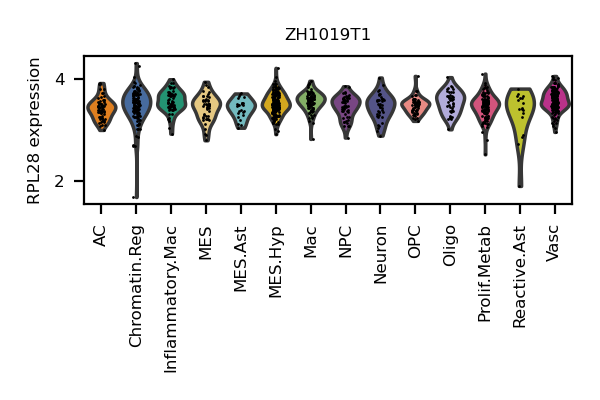 ZH1019T1
RPL28 expression
4
2
AC
Chromatin.Reg
Inflammatory.Mac
MES
MES.Ast
MES.Hyp
Mac
NPC
Neuron
OPC
Oligo
Prolif.Metab
Reactive.Ast
Vasc